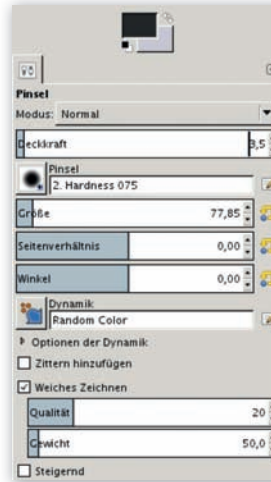 Pinsel
Modus: Normal
Deckkraft 3,5
Pinsel
2. Hardness 075
Größe 77,85
Seitenverhältnis 0,00
Winkel 0,00
Dynamik
Random Color
Optionen der Dynamik
Zittern hinzufügen
Weiches Zeichnen
Qualität 20
Gewicht 50,0
Steigernd